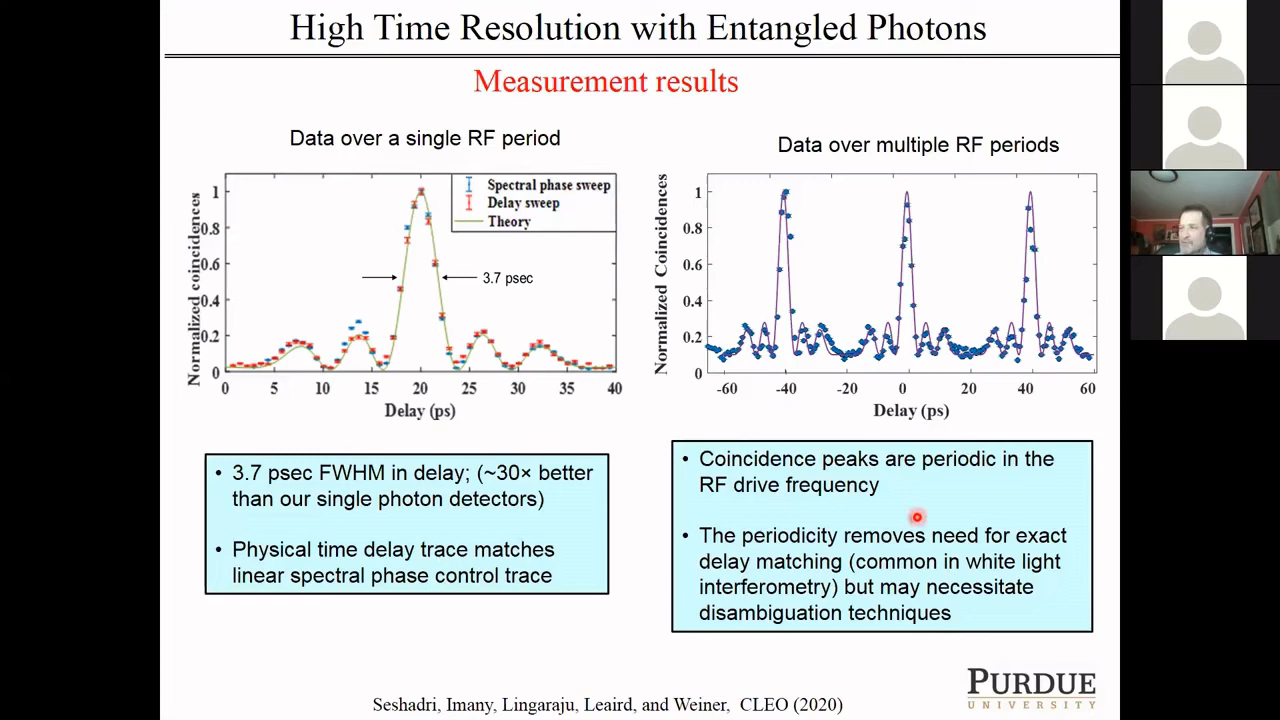 High Time Resolution with Entangled Photons
Measurement results
Data over a single RF period
Normalized coincidences
1
0.8
0.6
0.4
0.2
0
Spectral phase sweep
Delay sweep
Theory
3.7 psec
0 5 10 15 20 25 30 35 40
Delay (ps)
Data over multiple RF periods
Normalized Coincidences
1
0.8
0.6
0.4
0.2
0
-60 -40 -20 0 20 40 60
Delay (ps)
• 3.7 psec FWHM in delay; (~30× better
than our single photon detectors)
• Physical time delay trace matches
linear spectral phase control trace
• Coincidence peaks are periodic in the
RF drive frequency
• The periodicity removes need for exact
delay matching (common in white light
interferometry) but may necessitate
disambiguation techniques
Seshadri, Imany, Lingaraju, Leaird, and Weiner, CLEO (2020)
PURDUE
UNIVERSITY